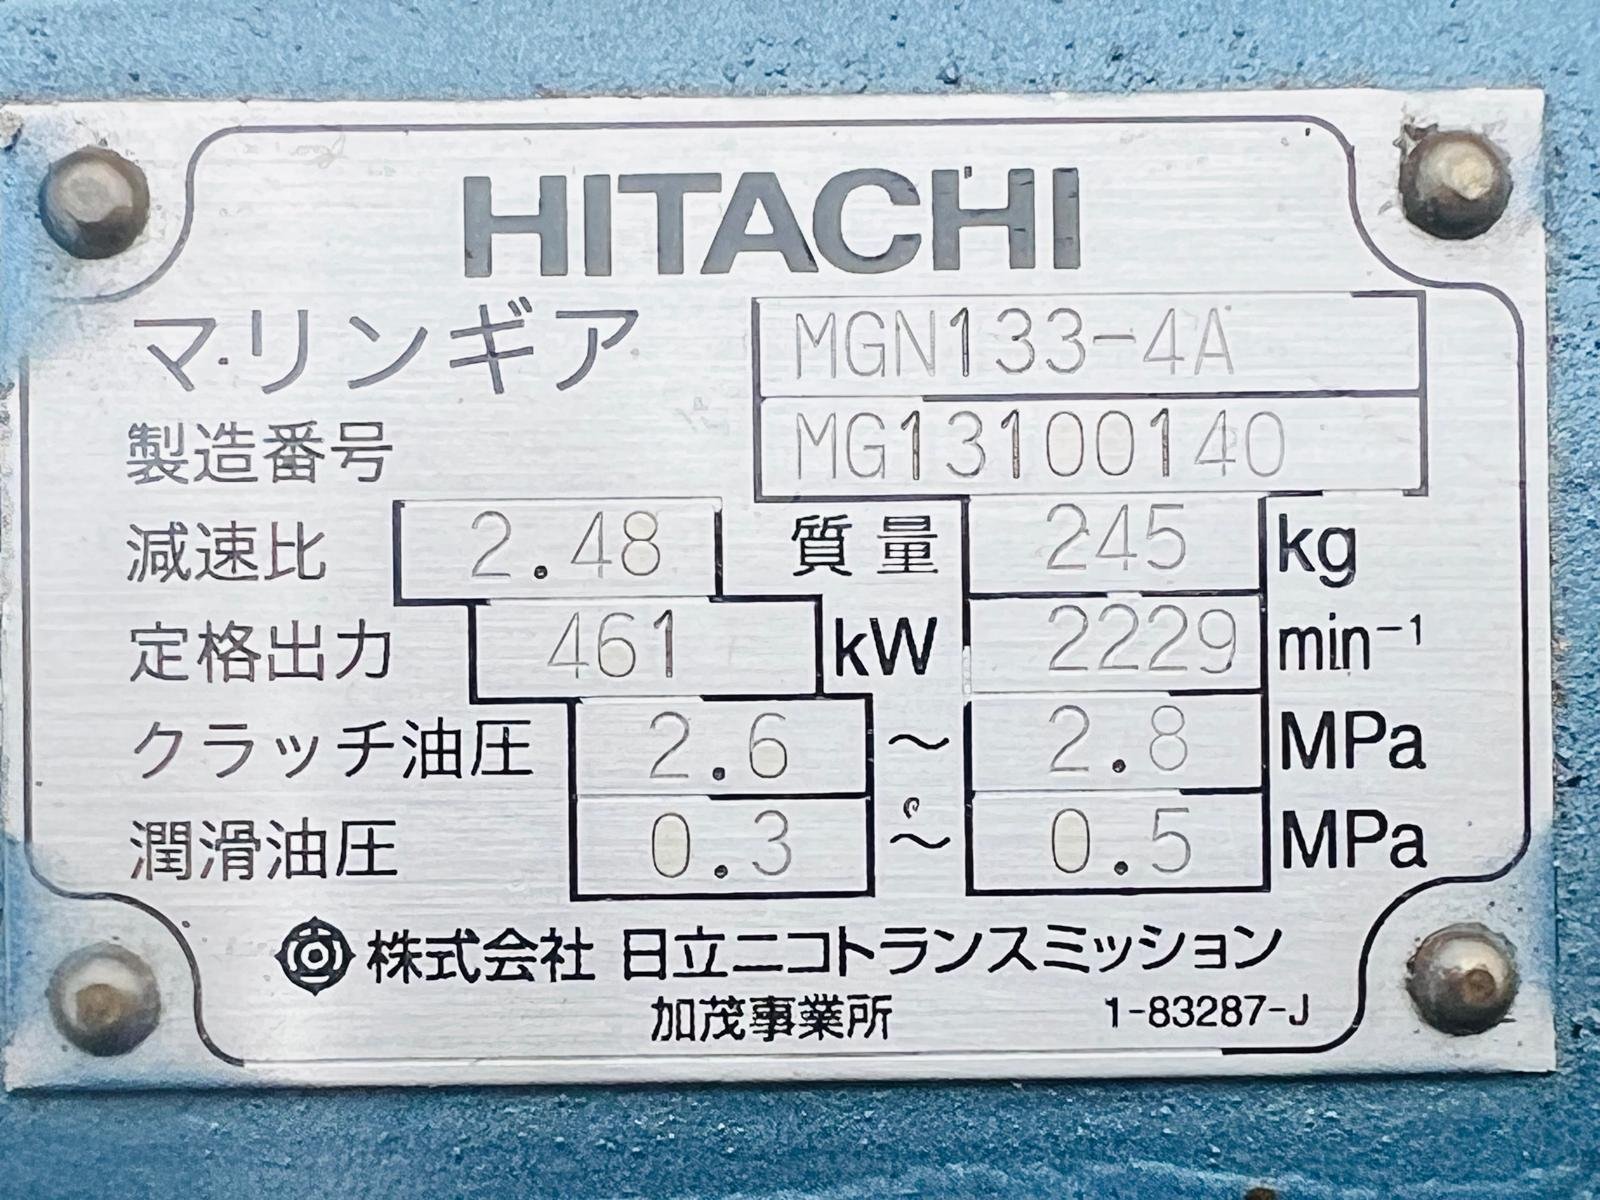 HITACHI
マリンギア MGN133-4A
製造番号 MG13100140
減速比 2.48 質量 245 kg
定格出力 461 kW 2229 min⁻¹
クラッチ油圧 2.6 ～ 2.8 MPa
潤滑油圧 0.3 ～ 0.5 MPa
株式会社 日立ニコトランスミッション
加茂事業所 1-83287-J